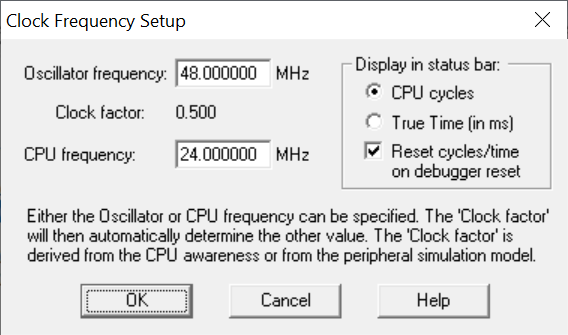 Clock Frequency Setup
Oscillator frequency: 48.000000 MHz
Clock factor: 0.500
CPU frequency: 24.000000 MHz
Display in status bar:
CPU cycles
True Time (in ms)
Reset cycles/time
on debugger reset
Either the Oscillator or CPU frequency can be specified. The 'Clock factor'
will then automatically determine the other value. The 'Clock factor' is
derived from the CPU awareness or from the peripheral simulation model.
OK Cancel Help